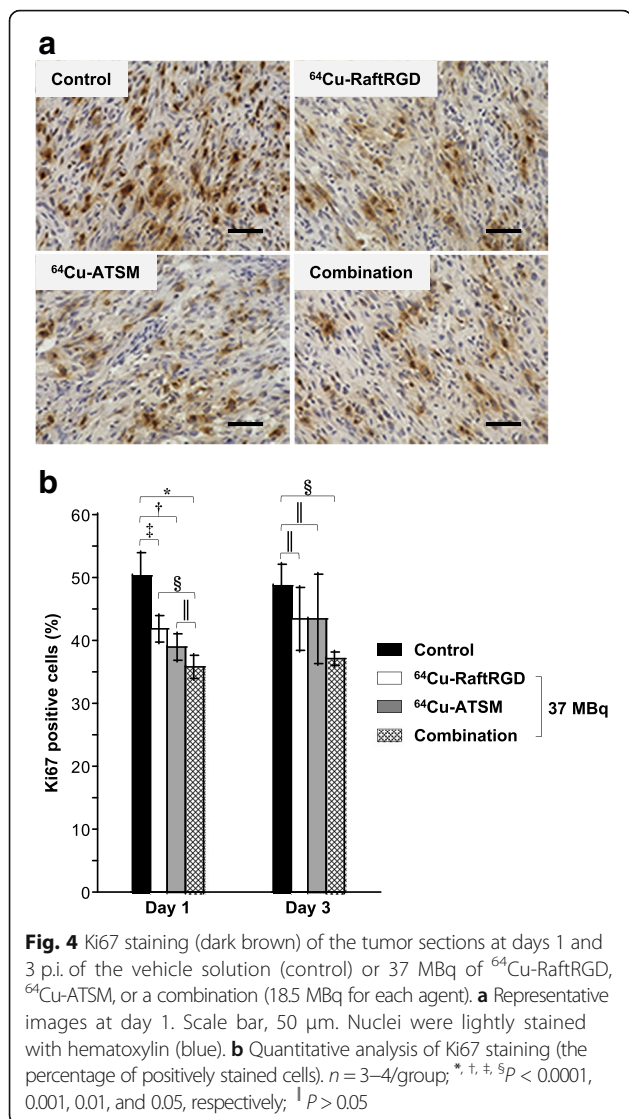 a
Control
⁶⁴Cu-RaftRGD
⁶⁴Cu-ATSM
Combination
b
Ki67 positive cells (%)
60
50
40
30
20
10
0
*
†
‡
§
‖
§
‖
‖
Day 1
Day 3
Control
⁶⁴Cu-RaftRGD
⁶⁴Cu-ATSM
Combination
37 MBq
Fig. 4 Ki67 staining (dark brown) of the tumor sections at days 1 and
3 p.i. of the vehicle solution (control) or 37 MBq of ⁶⁴Cu-RaftRGD,
⁶⁴Cu-ATSM, or a combination (18.5 MBq for each agent). a Representative
images at day 1. Scale bar, 50 μm. Nuclei were lightly stained
with hematoxylin (blue). b Quantitative analysis of Ki67 staining (the
percentage of positively stained cells). n = 3–4/group; *, †, ‡, §P < 0.0001,
0.001, 0.01, and 0.05, respectively; ‖ P > 0.05